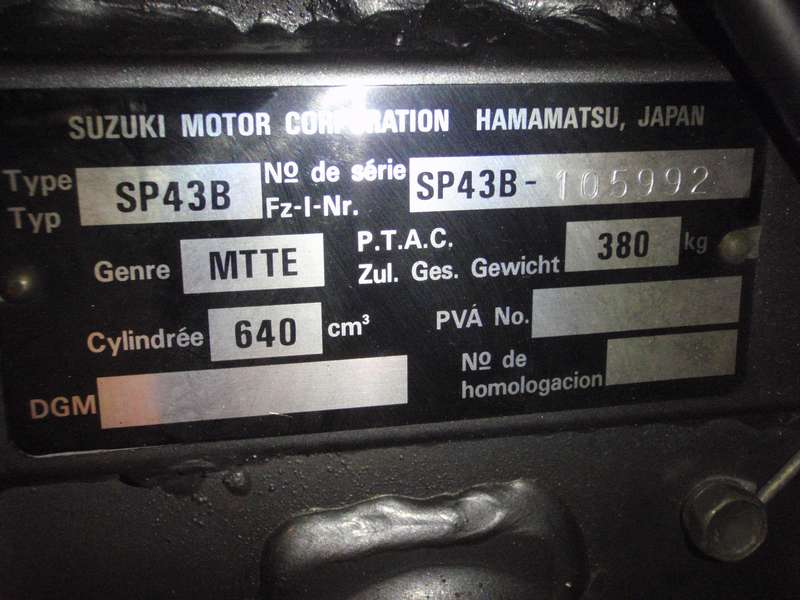 SUZUKI MOTOR CORPORATION HAMAMATSU, JAPAN
Type SP43B Nº de série SP43B-105992
Typ Fz-I-Nr.
Genre MTTE P.T.A.C. 380 kg
Zul. Ges. Gewicht
Cylindrée 640 cm³ PVÁ No.
DGM Nº de
homologacion